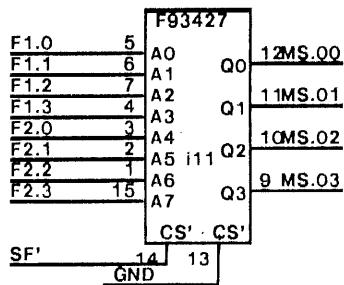 F93427
F1.0 5 A0
F1.1 6 A1 Q0 12 MS.00
F1.2 7 A2
F1.3 4 A3 Q1 11 MS.01
F2.0 3 A4
F2.1 2 A5 i11 Q2 10 MS.02
F2.2 1 A6
F2.3 15 A7 Q3 9 MS.03
CS' CS'
SF' 14 13
GND